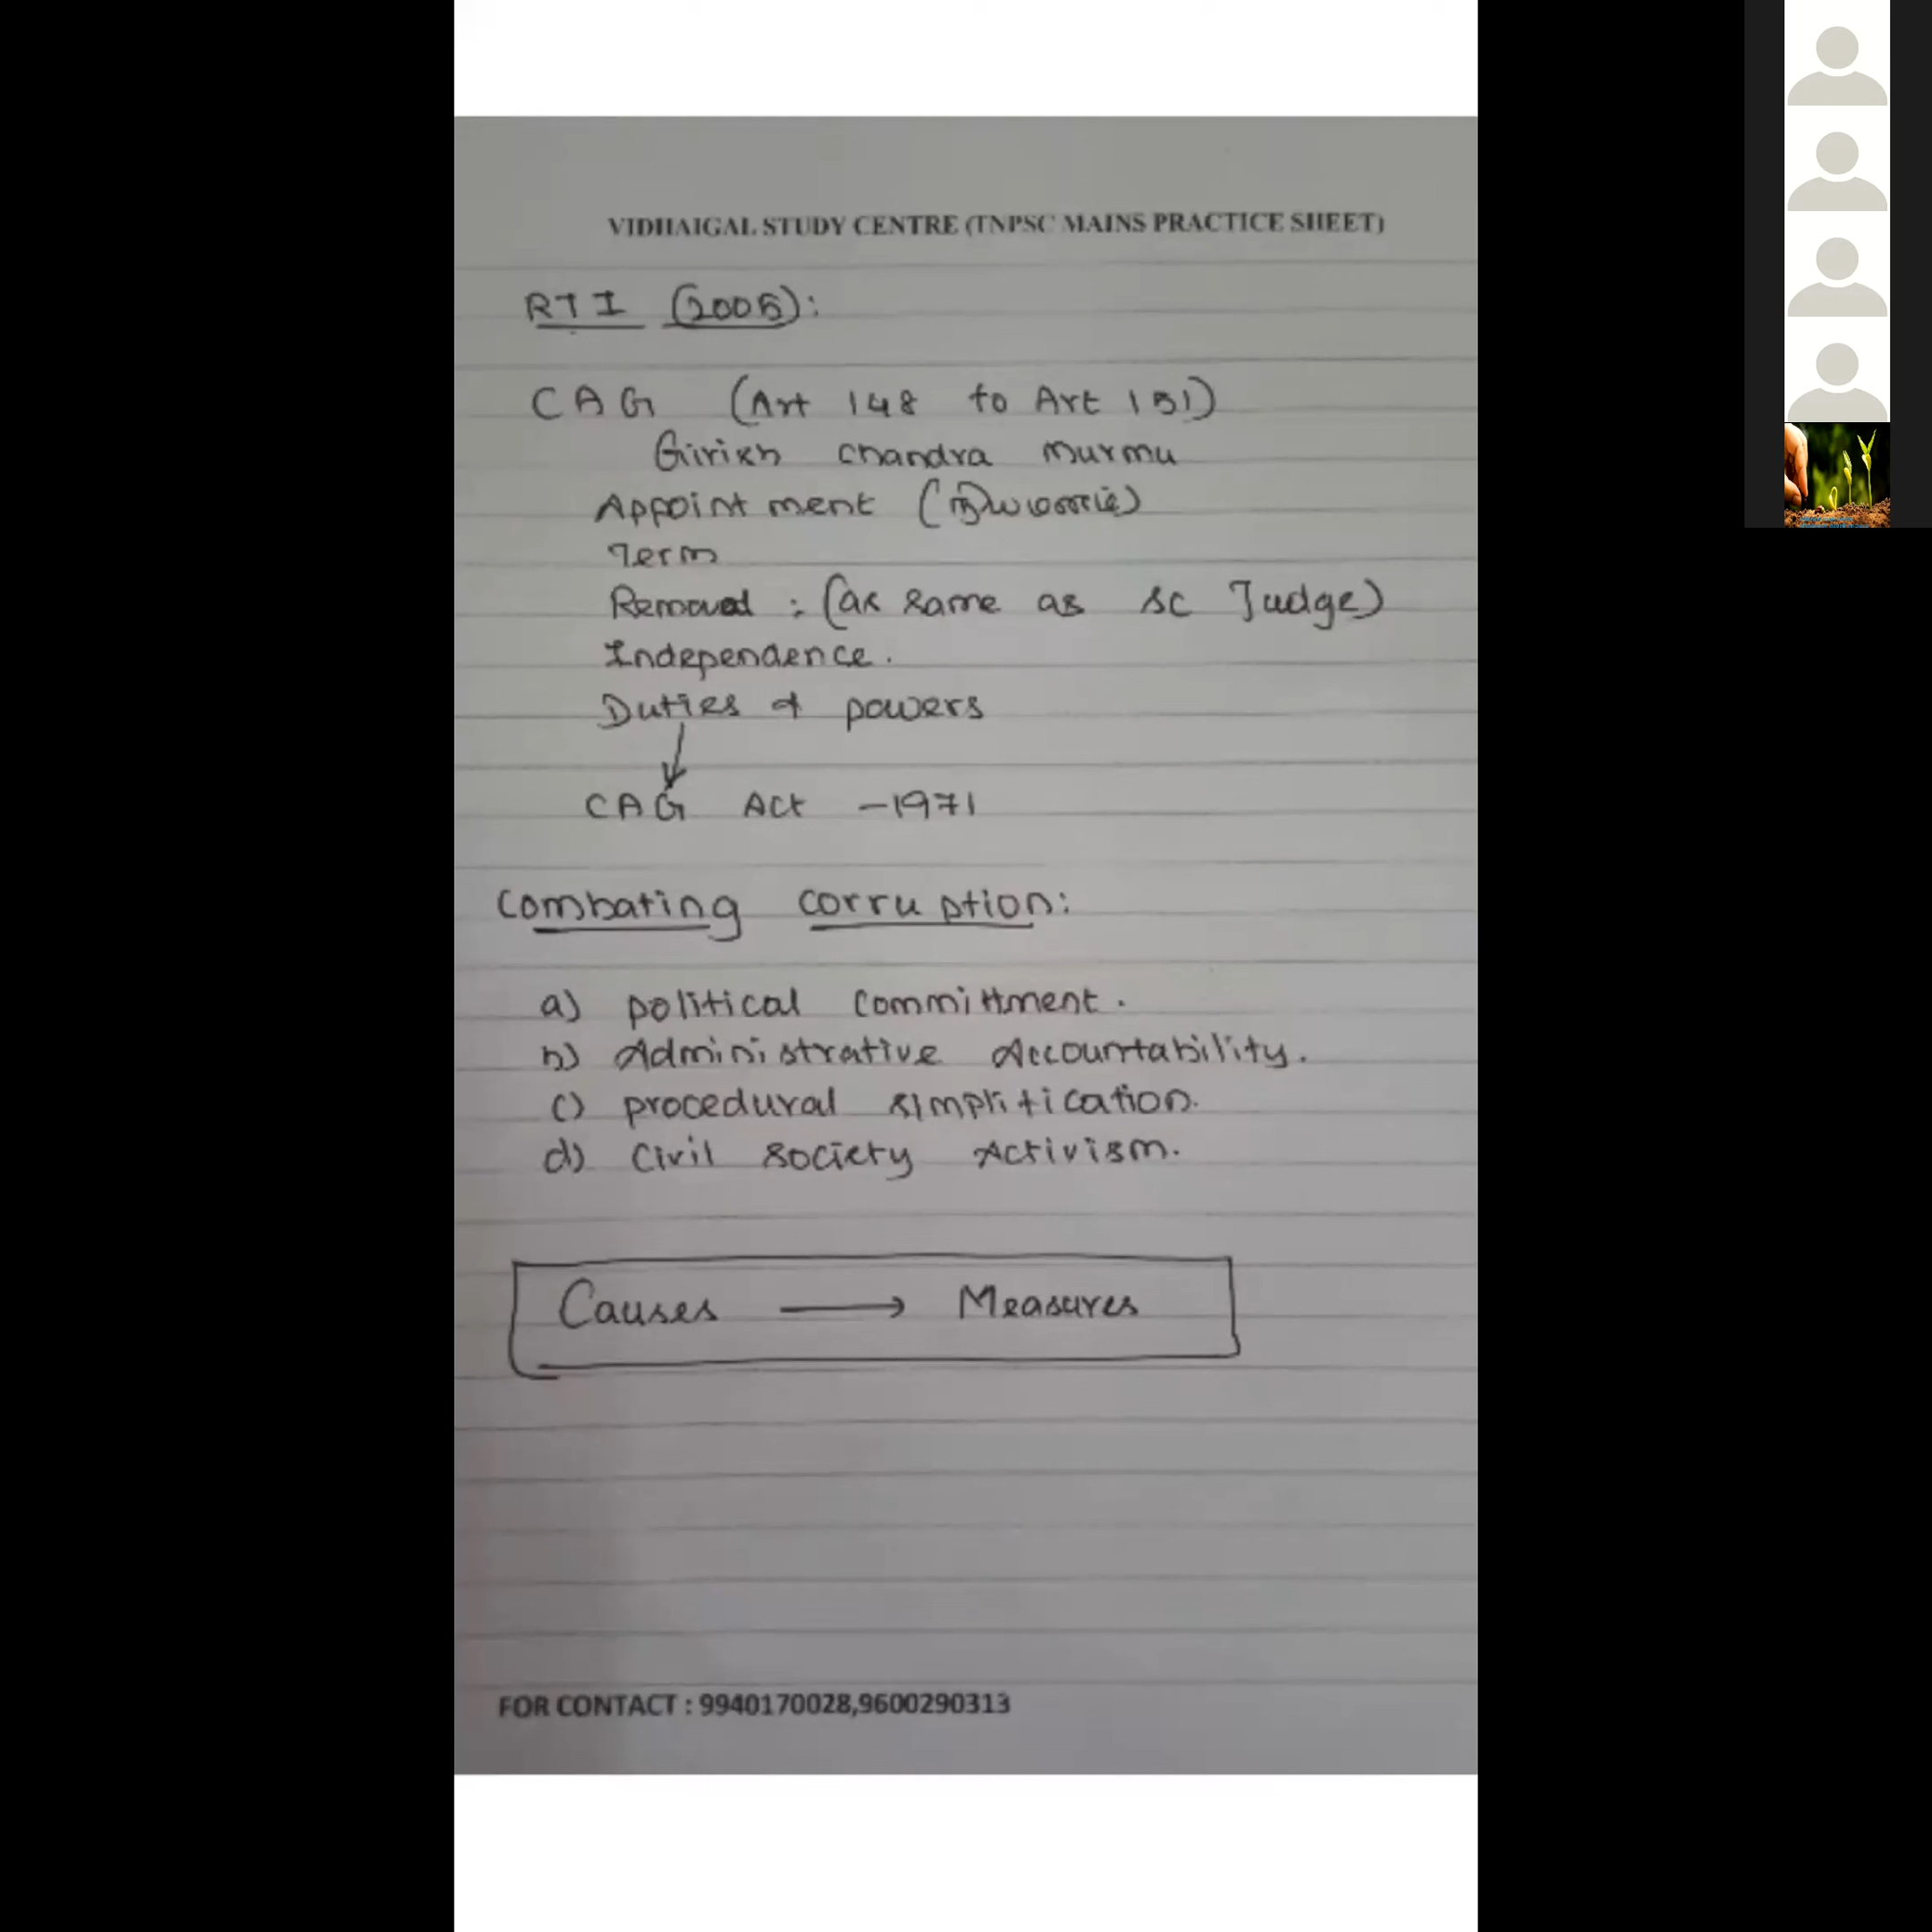 VIDHAIGAL STUDY CENTRE (TNPSC MAINS PRACTICE SHEET)
RTI (2005):
CAG (Art 148 to Art 151)
Girish Chandra Murmu
Appointment (நியமனம்)
Term
Removal : (as same as SC Judge)
Independence.
Duties & powers
CAG Act - 1971
Combating corruption:
a) political committment.
b) Administrative Accountability.
c) procedural simplification.
d) Civil society Activism.
Causes → Measures
FOR CONTACT : 9940170028,9600290313